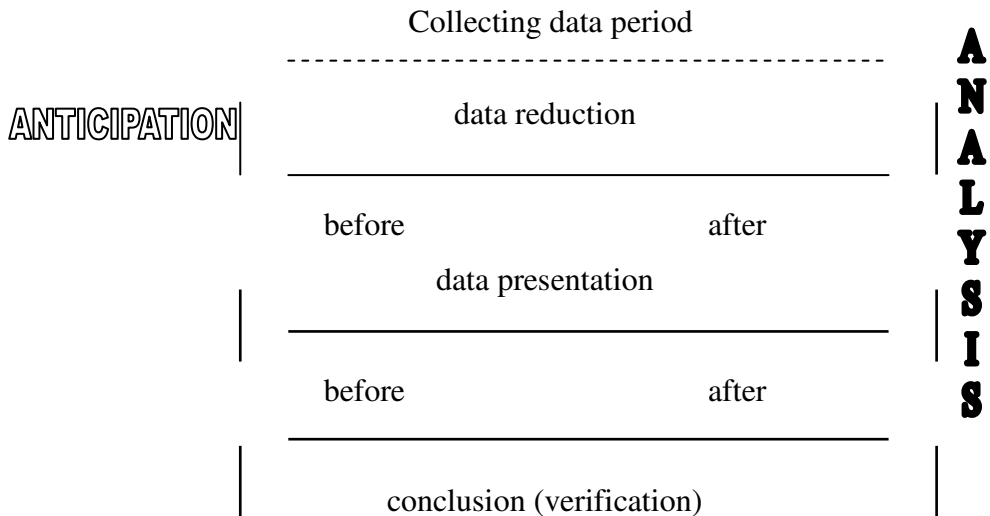 Collecting data period
ANTICIPATION
data reduction
before after
data presentation
before after
conclusion (verification)
ANALYSIS